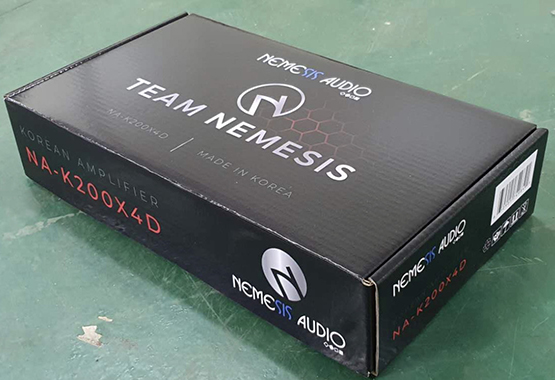 NEMESIS AUDIO
TEAM NEMESIS
NA-K200X4D | MADE IN KOREA
KOREAN AMPLIFIER
NA-K200X4D
NEMESIS AUDIO
NEMESIS AUDIO
NA-K200X4D